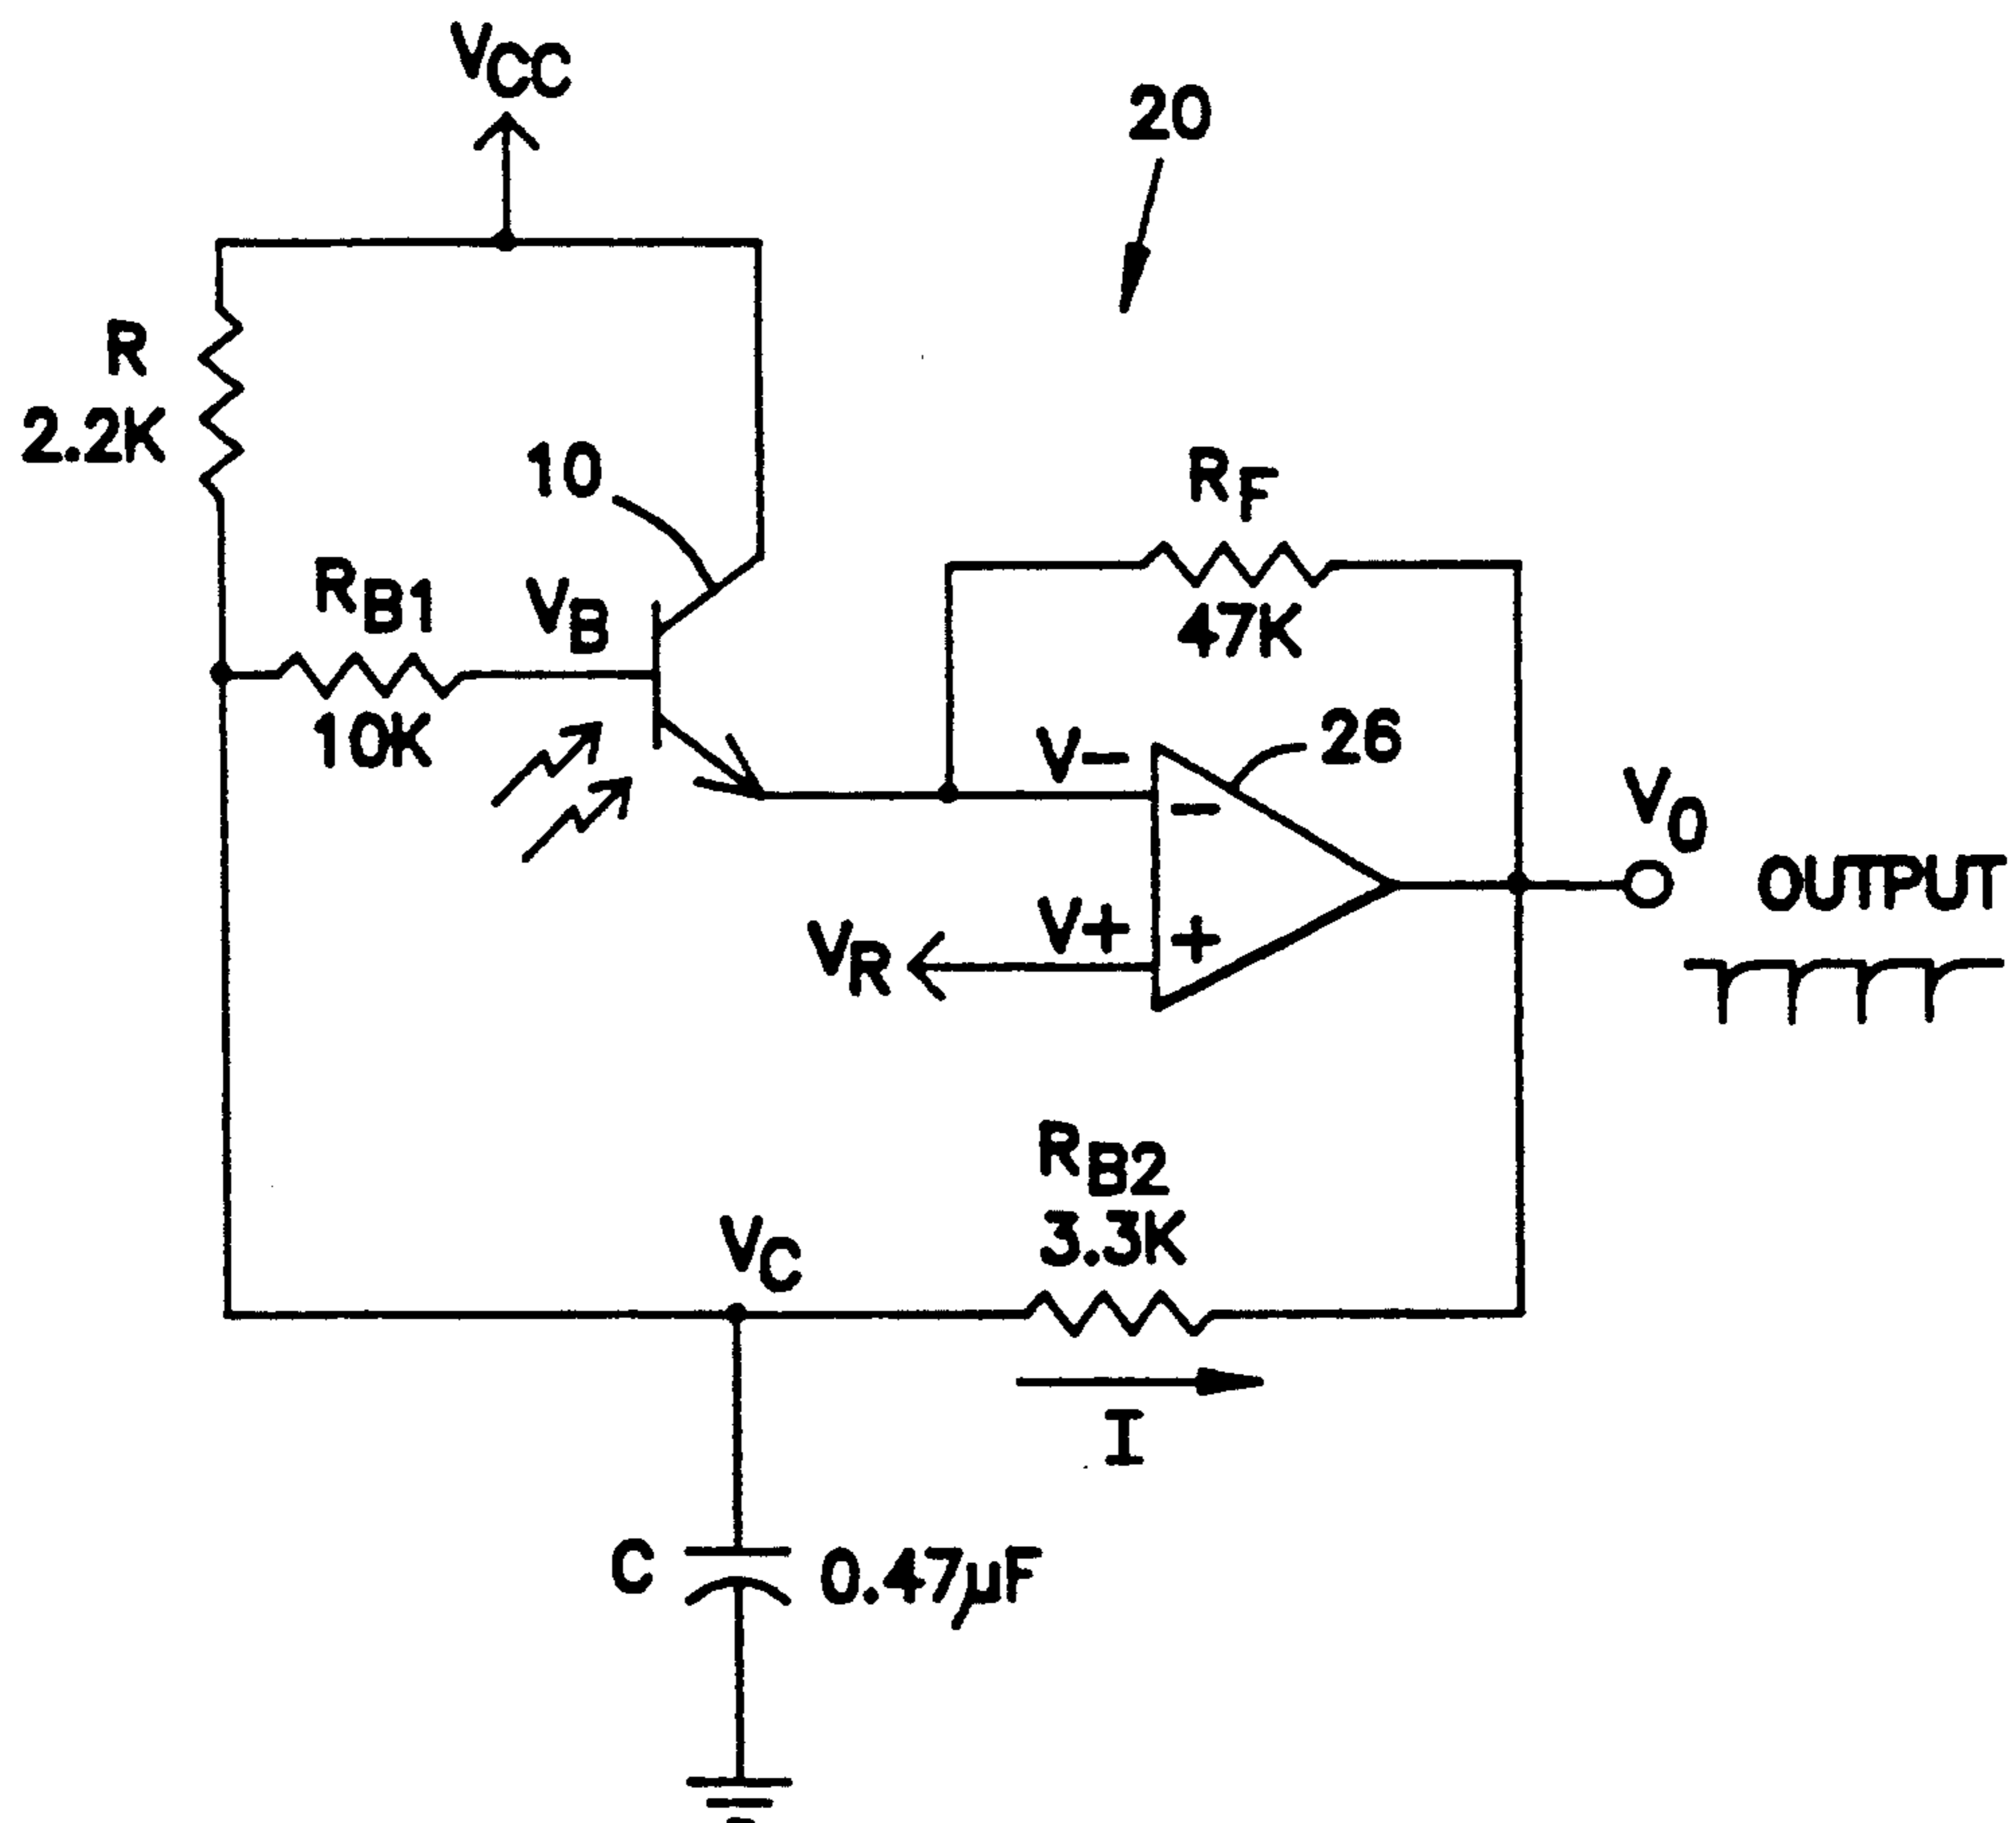 VCC
20
R
2.2K
10
RF
47K
RB1
10K
VB
V−
26
−
VO
OUTPUT
VR
V+
+
RB2
3.3K
VC
I
C
0.47μF